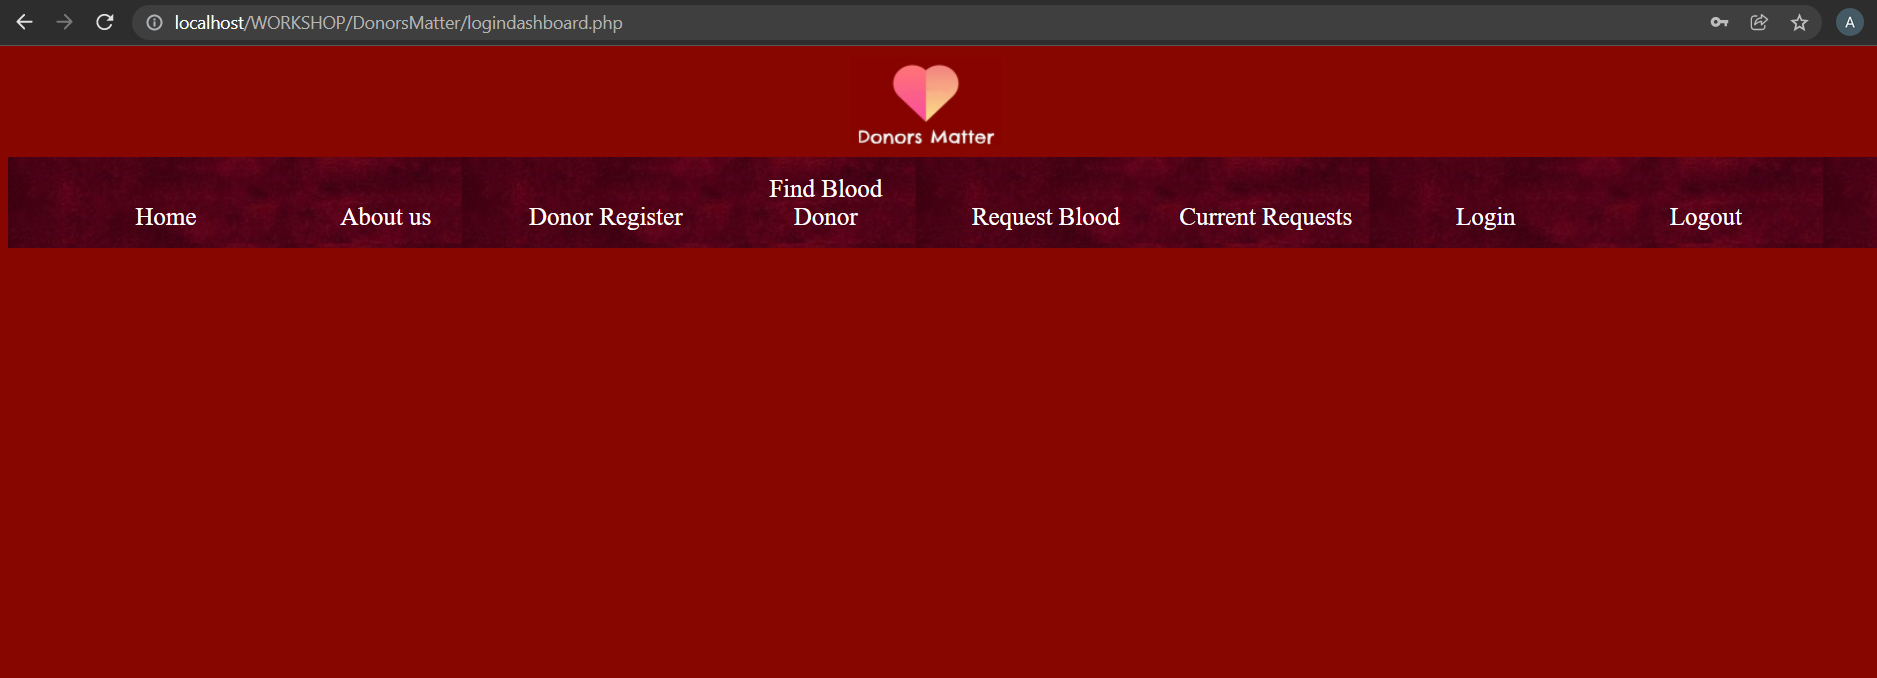 localhost/WORKSHOP/DonorsMatter/logindashboard.php
A
Donors Matter
Home
About us
Donor Register
Find Blood
Donor
Request Blood
Current Requests
Login
Logout